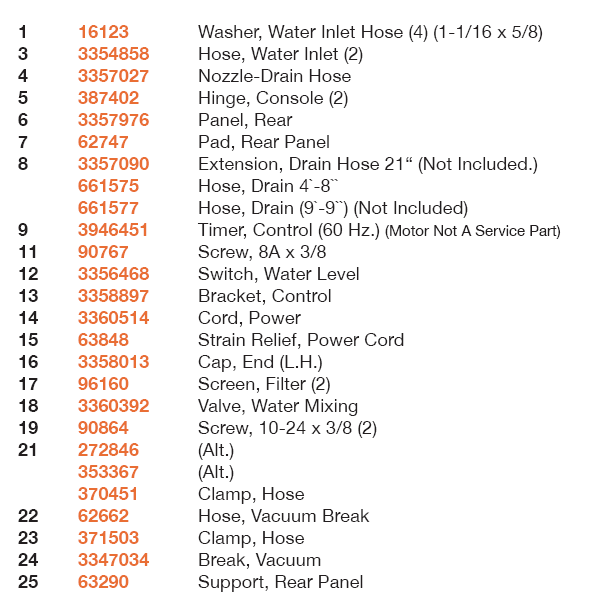 1 16123 Washer, Water Inlet Hose (4) (1-1/16 x 5/8)
3 3354858 Hose, Water Inlet (2)
4 3357027 Nozzle-Drain Hose
5 387402 Hinge, Console (2)
6 3357976 Panel, Rear
7 62747 Pad, Rear Panel
8 3357090 Extension, Drain Hose 21“ (Not Included.)
661575 Hose, Drain 4`-8``
661577 Hose, Drain (9`-9``) (Not Included)
9 3946451 Timer, Control (60 Hz.) (Motor Not A Service Part)
11 90767 Screw, 8A x 3/8
12 3356468 Switch, Water Level
13 3358897 Bracket, Control
14 3360514 Cord, Power
15 63848 Strain Relief, Power Cord
16 3358013 Cap, End (L.H.)
17 96160 Screen, Filter (2)
18 3360392 Valve, Water Mixing
19 90864 Screw, 10-24 x 3/8 (2)
21 272846 (Alt.)
353367 (Alt.)
370451 Clamp, Hose
22 62662 Hose, Vacuum Break
23 371503 Clamp, Hose
24 3347034 Break, Vacuum
25 63290 Support, Rear Panel